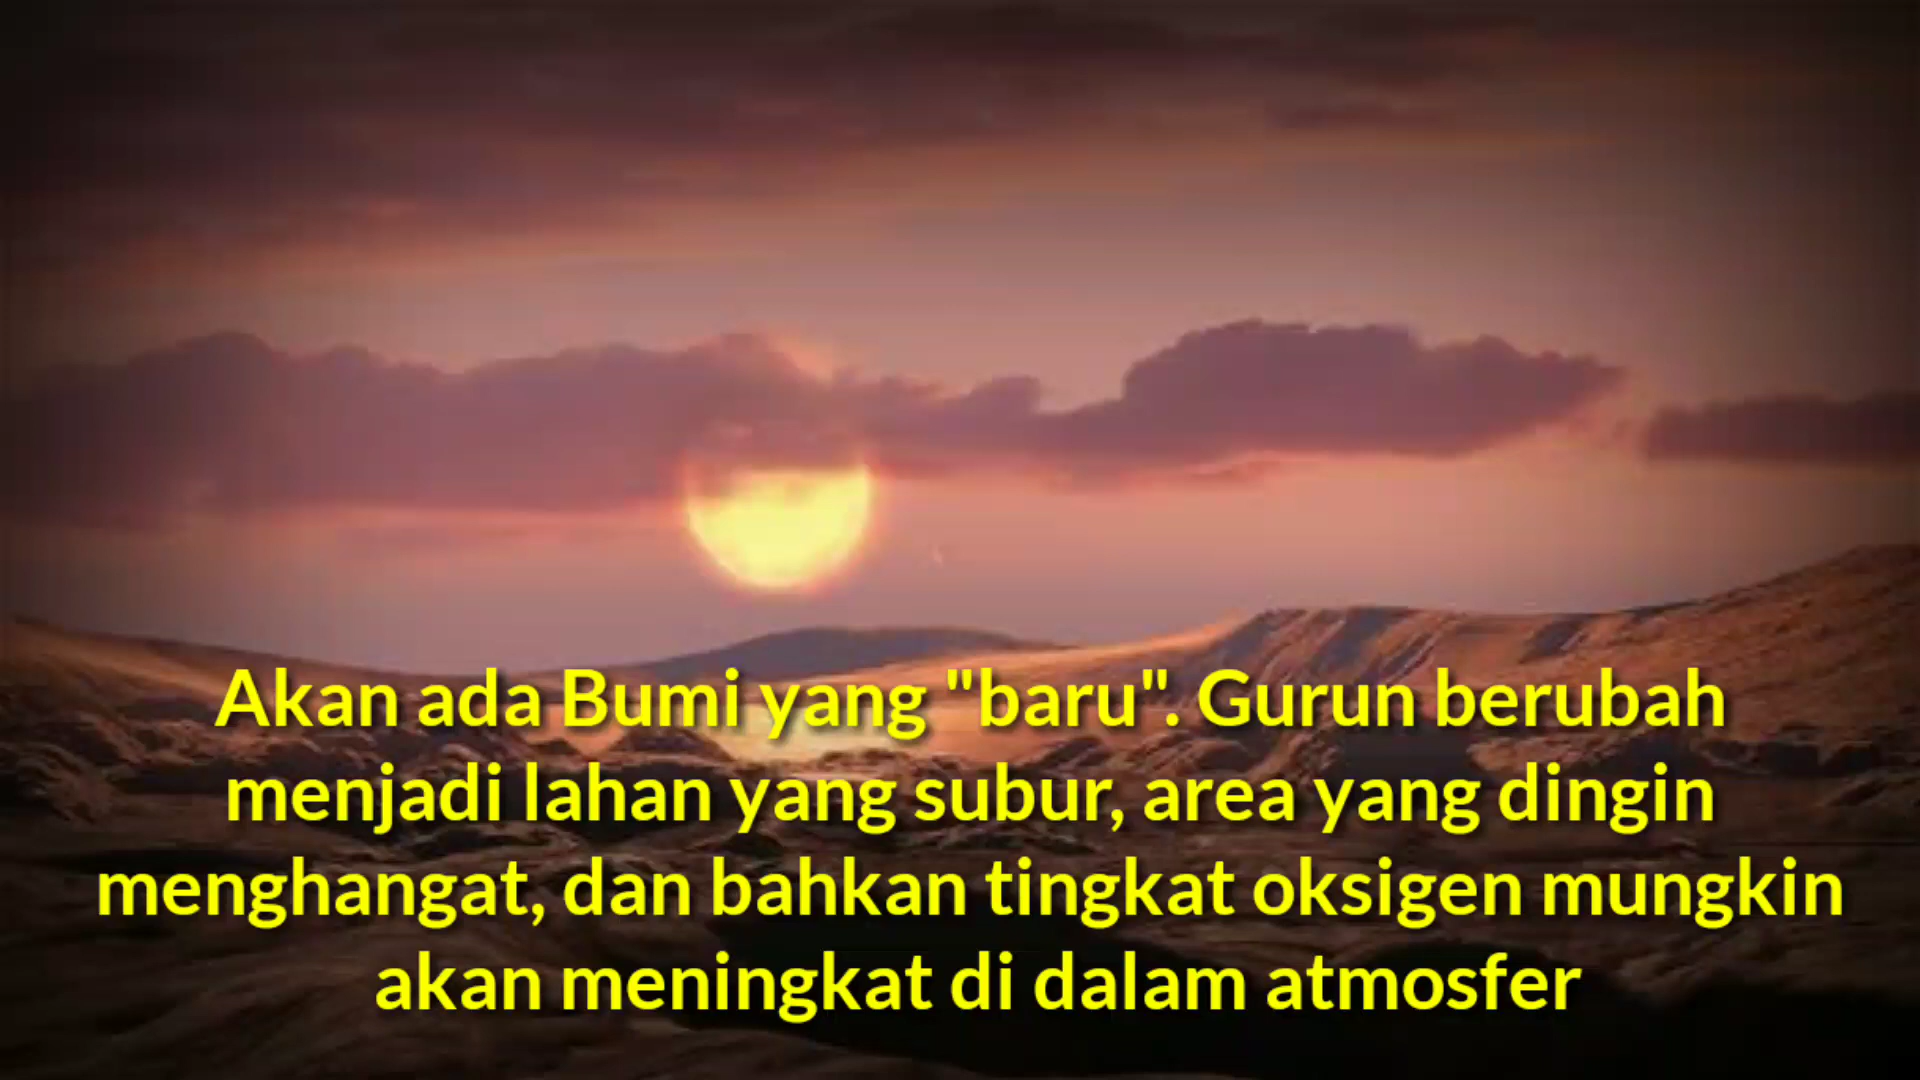 Akan ada Bumi yang "baru". Gurun berubah
menjadi lahan yang subur, area yang dingin
menghangat, dan bahkan tingkat oksigen mungkin
akan meningkat di dalam atmosfer